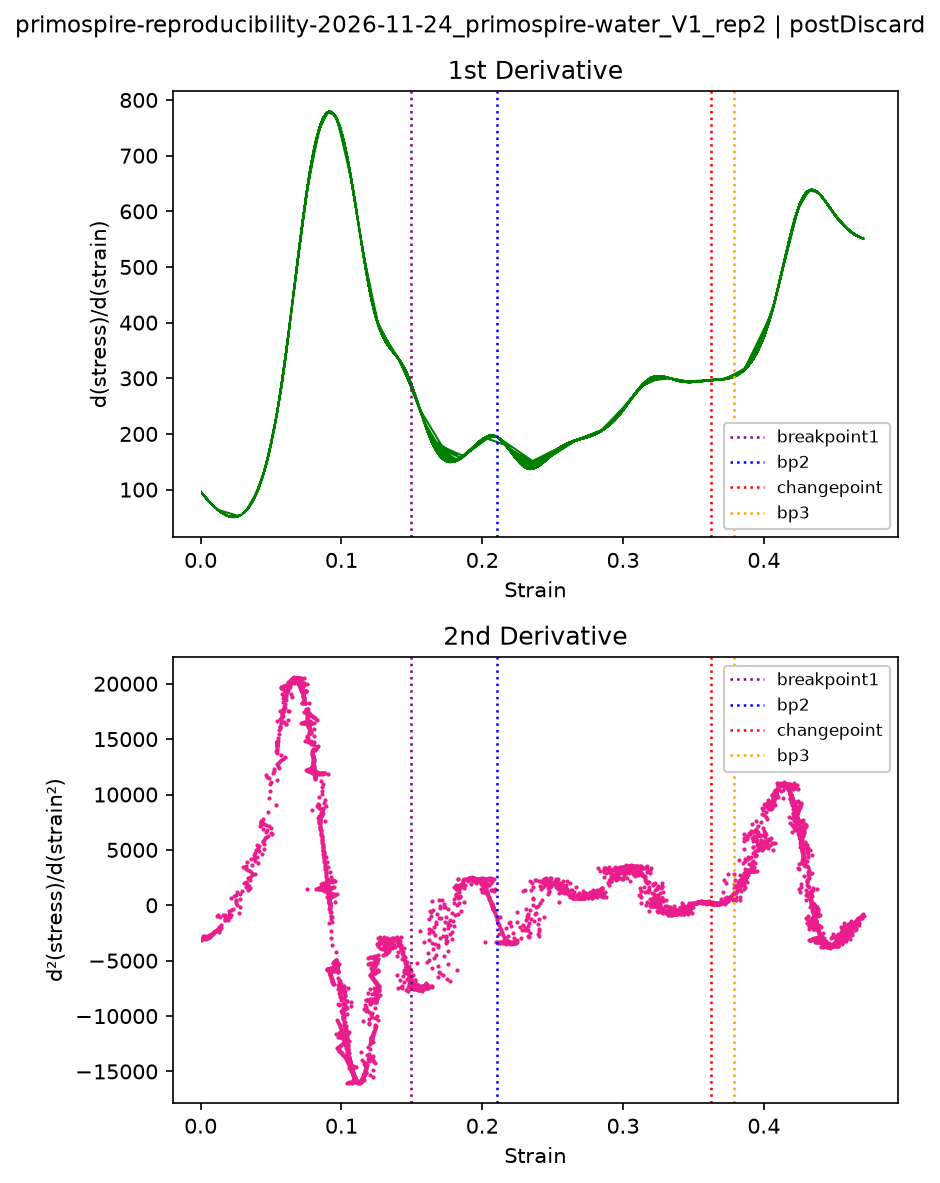 primospire-reproducibility-2026-11-24_primospire-water_V1_rep2 | postDiscard
1st Derivative
800
700
600
500
400
300
200
100
d(stress)/d(strain)
0.0 0.1 0.2 0.3 0.4
Strain
breakpoint1
bp2
changepoint
bp3
2nd Derivative
20000
15000
10000
5000
0
−5000
−10000
−15000
d²(stress)/d(strain²)
0.0 0.1 0.2 0.3 0.4
Strain
breakpoint1
bp2
changepoint
bp3